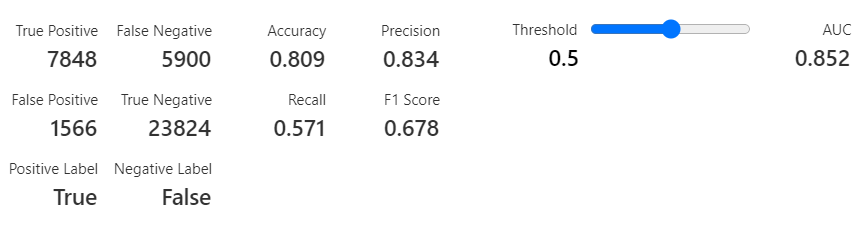 True Positive False Negative Accuracy Precision Threshold AUC
7848 5900 0.809 0.834 0.5 0.852
False Positive True Negative Recall F1 Score
1566 23824 0.571 0.678
Positive Label Negative Label
True False